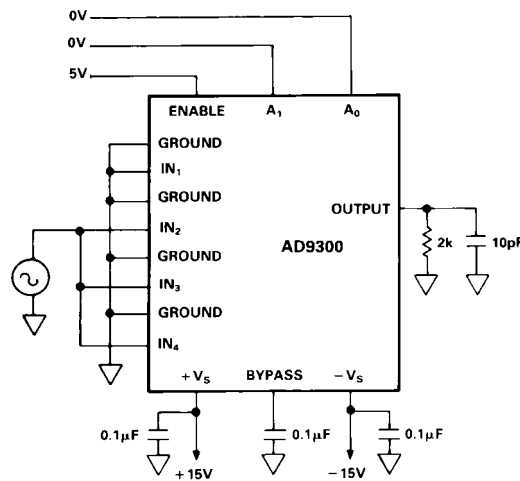 0V
0V
5V
ENABLE A₁ A₀
GROUND
IN₁
GROUND
IN₂
GROUND
IN₃
GROUND
IN₄
OUTPUT
AD9300
2k 10pF
+VS BYPASS −VS
0.1μF 0.1μF 0.1μF
+15V −15V